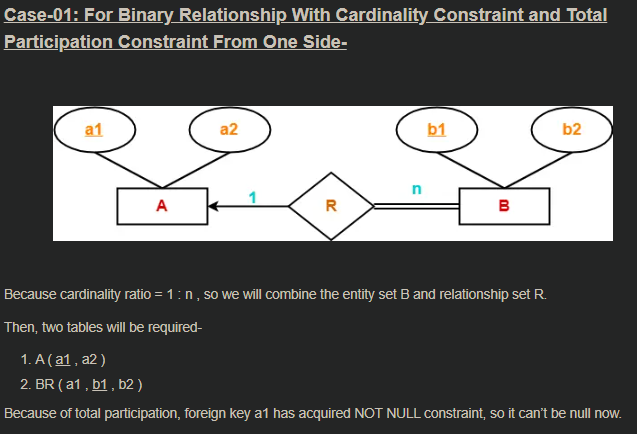 Case-01: For Binary Relationship With Cardinality Constraint and Total
Participation Constraint From One Side-
a1 a2 b1 b2
1 n
A R B
Because cardinality ratio = 1 : n , so we will combine the entity set B and relationship set R.
Then, two tables will be required-
1. A ( a1 , a2 )
2. BR ( a1 , b1 , b2 )
Because of total participation, foreign key a1 has acquired NOT NULL constraint, so it can't be null now.